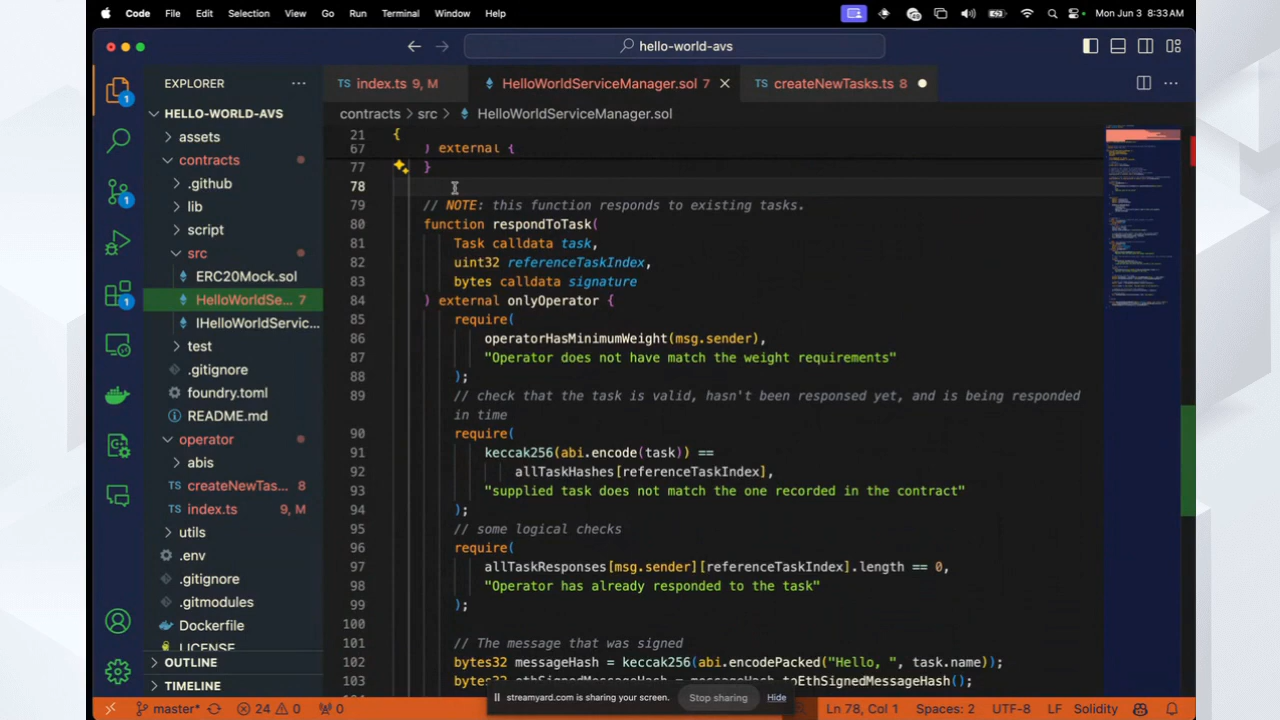 Code File Edit Selection View Go Run Terminal Window Help
Mon Jun 3 8:33 AM
hello-world-avs
EXPLORER
index.ts 9, M
HelloWorldServiceManager.sol 7
createNewTasks.ts 8
HELLO-WORLD-AVS
contracts > src > HelloWorldServiceManager.sol
assets
contracts
.github
lib
script
src
ERC20Mock.sol
HelloWorldSe... 7
IHelloWorldServic...
test
.gitignore
foundry.toml
README.md
operator
abis
createNewTas... 8
index.ts 9, M
utils
.env
.gitignore
.gitmodules
Dockerfile
LICENSE
OUTLINE
TIMELINE
1
1
1
21 {
67 ) external {
77 }
78
79 // NOTE: this function responds to existing tasks.
80 function respondToTask(
81 Task calldata task,
82 uint32 referenceTaskIndex,
83 bytes calldata signature
84 ) external onlyOperator {
85 require(
86 operatorHasMinimumWeight(msg.sender),
87 "Operator does not have match the weight requirements"
88 );
89 // check that the task is valid, hasn't been responsed yet, and is being responded
in time
90 require(
91 keccak256(abi.encode(task)) ==
92 allTaskHashes[referenceTaskIndex],
93 "supplied task does not match the one recorded in the contract"
94 );
95 // some logical checks
96 require(
97 allTaskResponses[msg.sender][referenceTaskIndex].length == 0,
98 "Operator has already responded to the task"
99 );
100
101 // The message that was signed
102 bytes32 messageHash = keccak256(abi.encodePacked("Hello, ", task.name));
103 bytes32 ethSignedMessageHash = messageHash.toEthSignedMessageHash();
streamyard.com is sharing your screen. Stop sharing Hide
master* 24 0 0
Ln 78, Col 1 Spaces: 2 UTF-8 LF Solidity